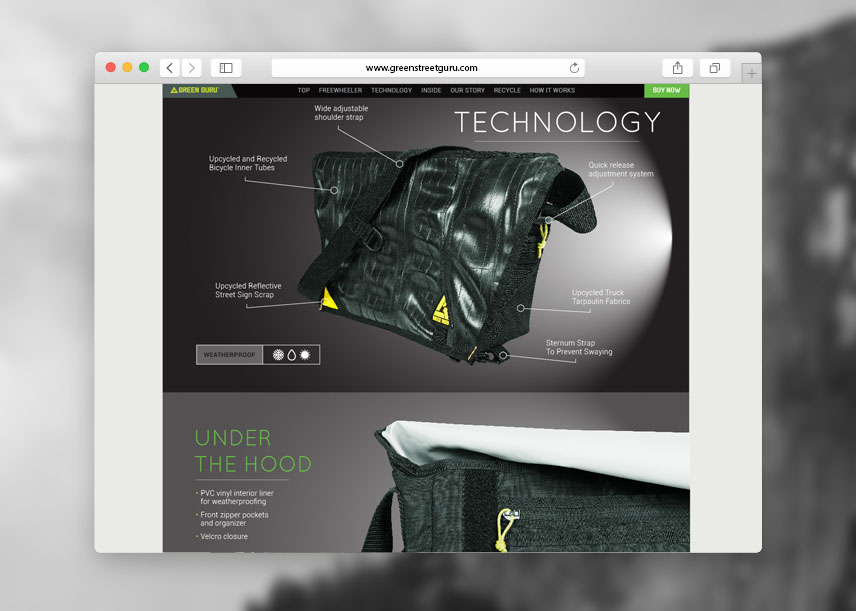 www.greenstreetguru.com
GREEN GURU
TOP FREEWHEELER TECHNOLOGY INSIDE OUR STORY RECYCLE HOW IT WORKS
BUY NOW
TECHNOLOGY
Wide adjustable
shoulder strap
Upcycled and Recycled
Bicycle Inner Tubes
Quick release
adjustment system
Upcycled Reflective
Street Sign Scrap
Upcycled Truck
Tarpaulin Fabrics
Sternum Strap
To Prevent Swaying
WEATHERPROOF
UNDER
THE HOOD
• PVC vinyl interior liner
for weatherproofing
• Front zipper pockets
and organizer
• Velcro closure